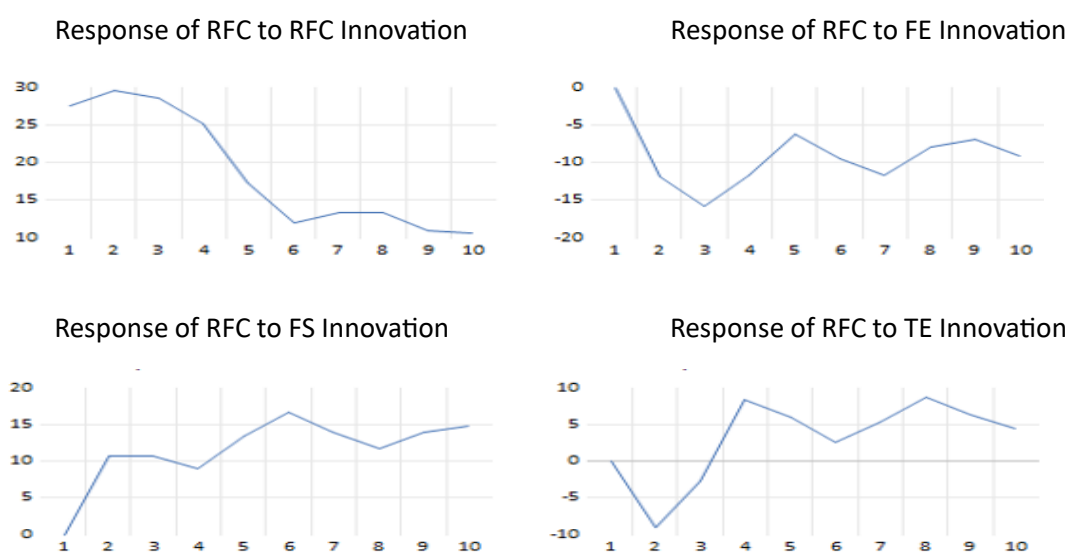 Response of RFC to RFC Innovation
30
25
20
15
10
1 2 3 4 5 6 7 8 9 10
Response of RFC to FE Innovation
0
-5
-10
-15
-20
1 2 3 4 5 6 7 8 9 10
Response of RFC to FS Innovation
20
15
10
5
0
1 2 3 4 5 6 7 8 9 10
Response of RFC to TE Innovation
10
5
0
-5
-10
1 2 3 4 5 6 7 8 9 10